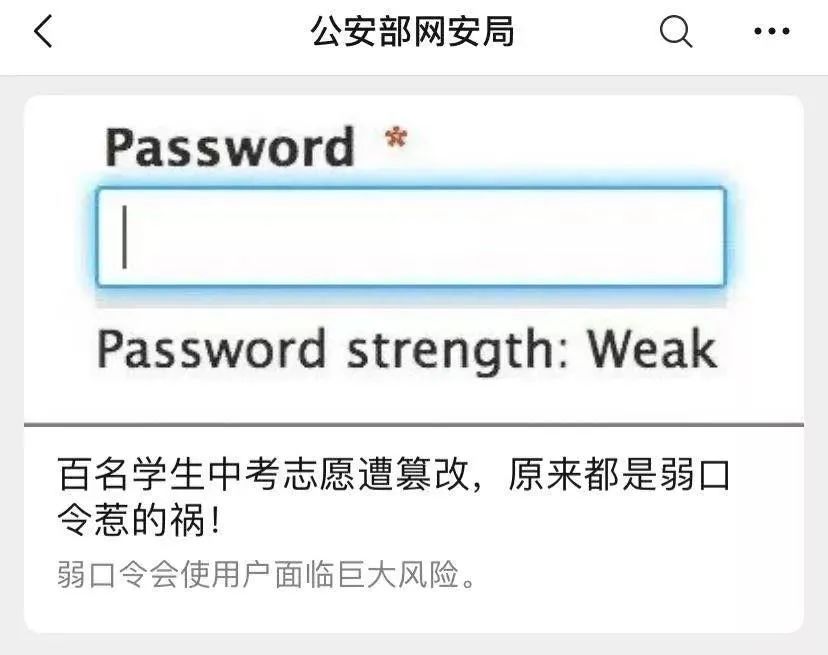 公安部网安局
Password *
Password strength: Weak
百名学生中考志愿遭篡改，原来都是弱口
令惹的祸！
弱口令会使用户面临巨大风险。